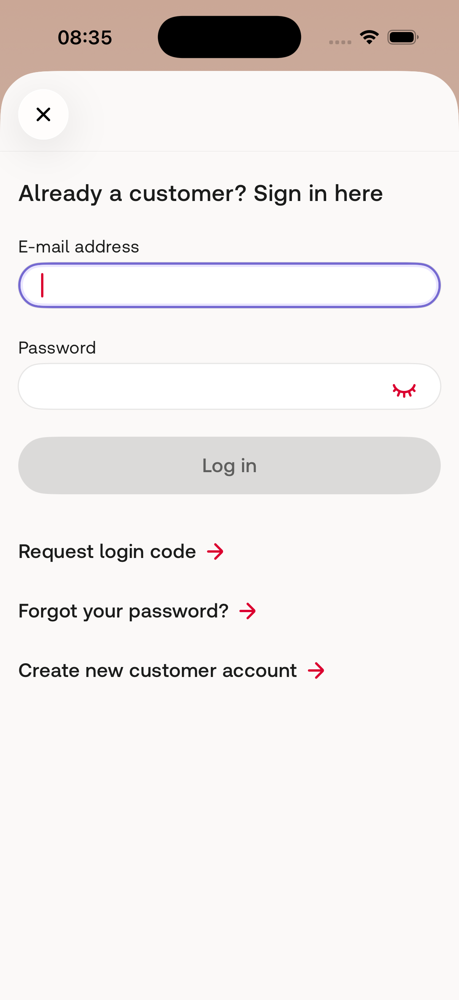 08:35
Already a customer? Sign in here
E-mail address
Password
Log in
Request login code
Forgot your password?
Create new customer account